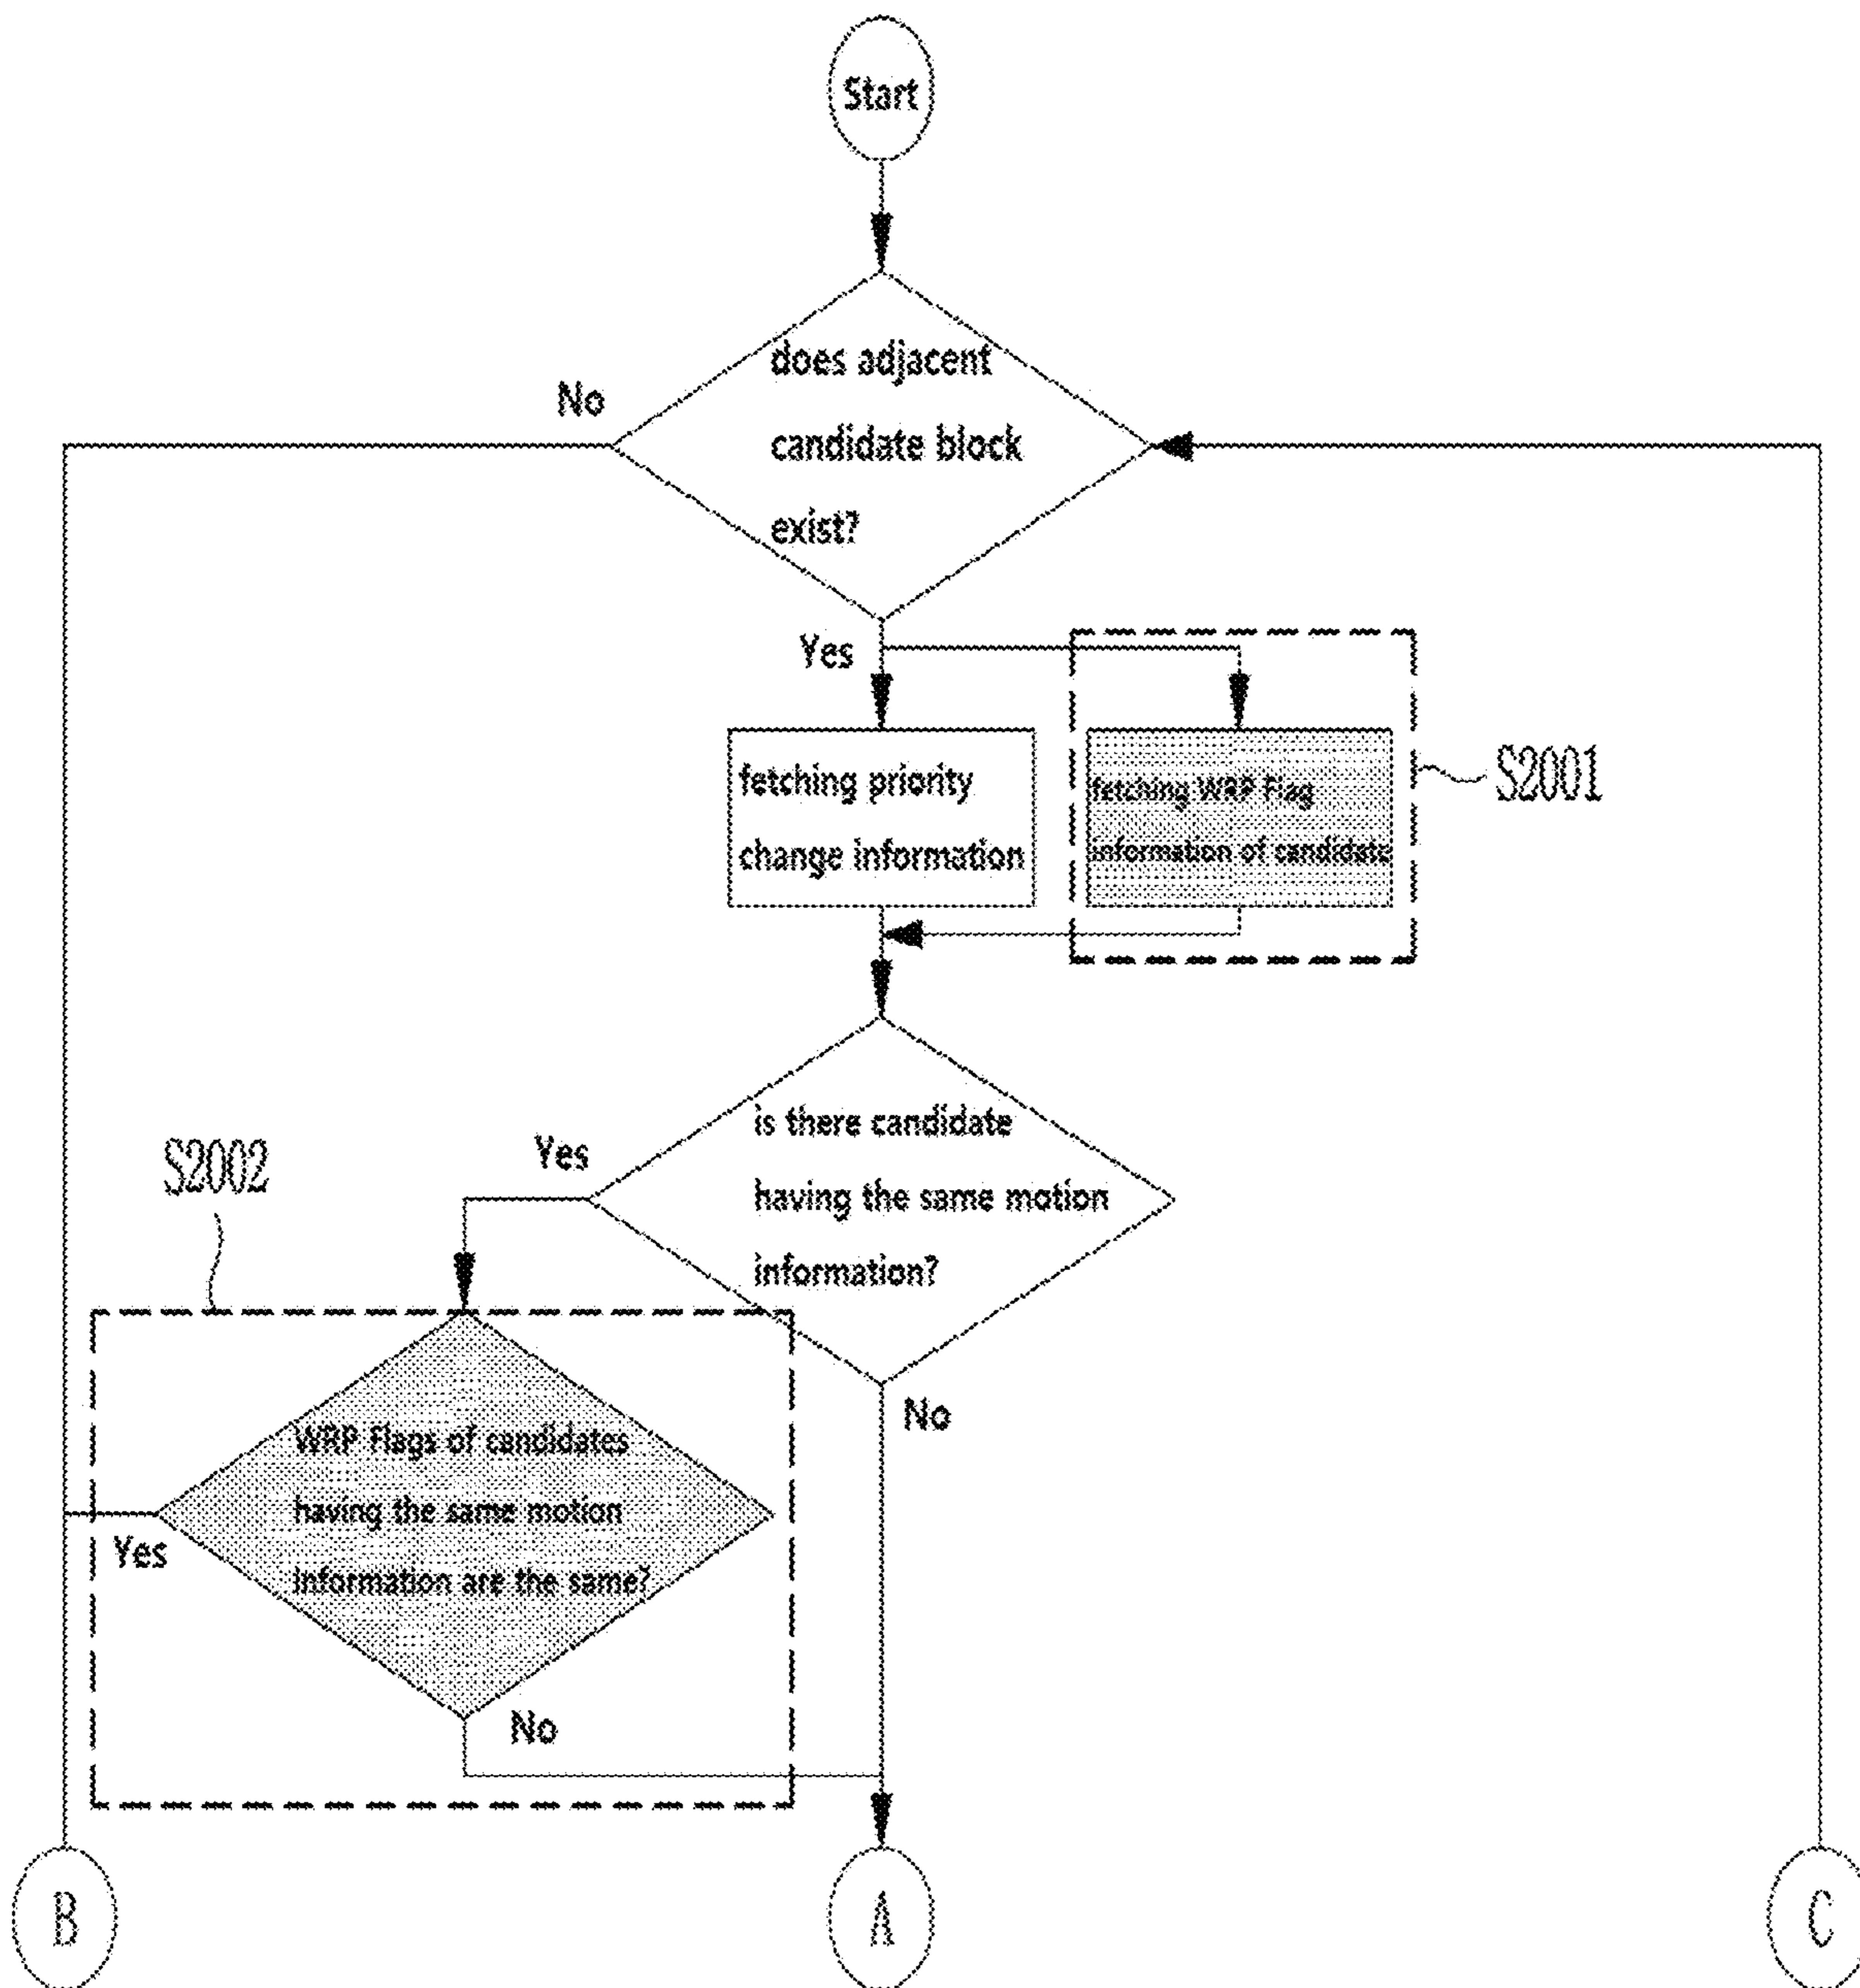 Start
does adjacent
No
candidate block
exist?
Yes
fetching priority
change information
fetching WRP Flag
information of candidate
S2001
is there candidate
Yes
having the same motion
information?
S2002
No
WRP Flags of candidates
having the same motion
information are the same?
Yes
No
B
A
C